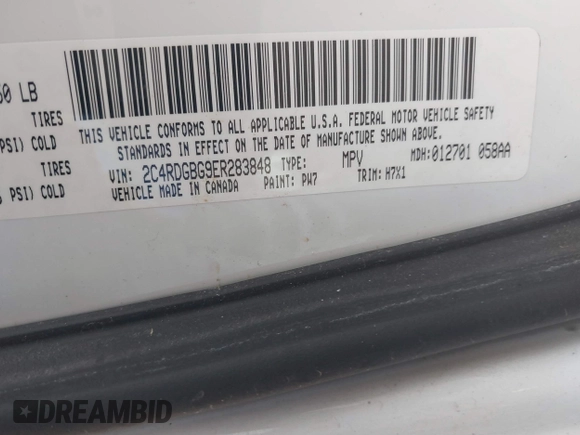 50 LB
TIRES
PSI) COLD
TIRES
PSI) COLD
THIS VEHICLE CONFORMS TO ALL APPLICABLE U.S.A. FEDERAL MOTOR VEHICLE SAFETY
STANDARDS IN EFFECT ON THE DATE OF MANUFACTURE SHOWN ABOVE.
VIN: 2C4RDGBG9ER283848 TYPE: MPV MDH: 012701 058AA
VEHICLE MADE IN CANADA PAINT: PW7 TRIM: H7X1
DREAMBID